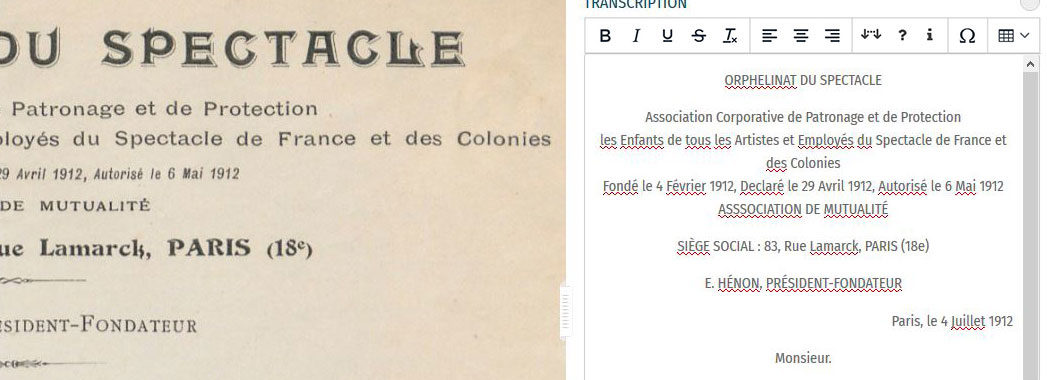 DU SPECTACLE
Patronage et de Protection
ployés du Spectacle de France et des Colonies
29 Avril 1912, Autorisé le 6 Mai 1912
DE MUTUALITÉ
ue Lamarck, PARIS (18e)
ESIDENT-FONDATEUR
TRANSCRIPTION
B I U S Tx ? i Ω
ORPHELINAT DU SPECTACLE
Association Corporative de Patronage et de Protection
les Enfants de tous les Artistes et Employés du Spectacle de France et
des Colonies
Fondé le 4 Février 1912, Declaré le 29 Avril 1912, Autorisé le 6 Mai 1912
ASSSOCIATION DE MUTUALITÉ
SIÈGE SOCIAL : 83, Rue Lamarck, PARIS (18e)
E. HÉNON, PRÉSIDENT-FONDATEUR
Paris, le 4 Juillet 1912
Monsieur.